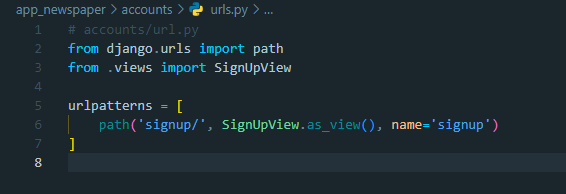 app_newspaper > accounts > urls.py > ...
1 # accounts/url.py
2 from django.urls import path
3 from .views import SignUpView
4
5 urlpatterns = [
6     path('signup/', SignUpView.as_view(), name='signup')
7 ]
8